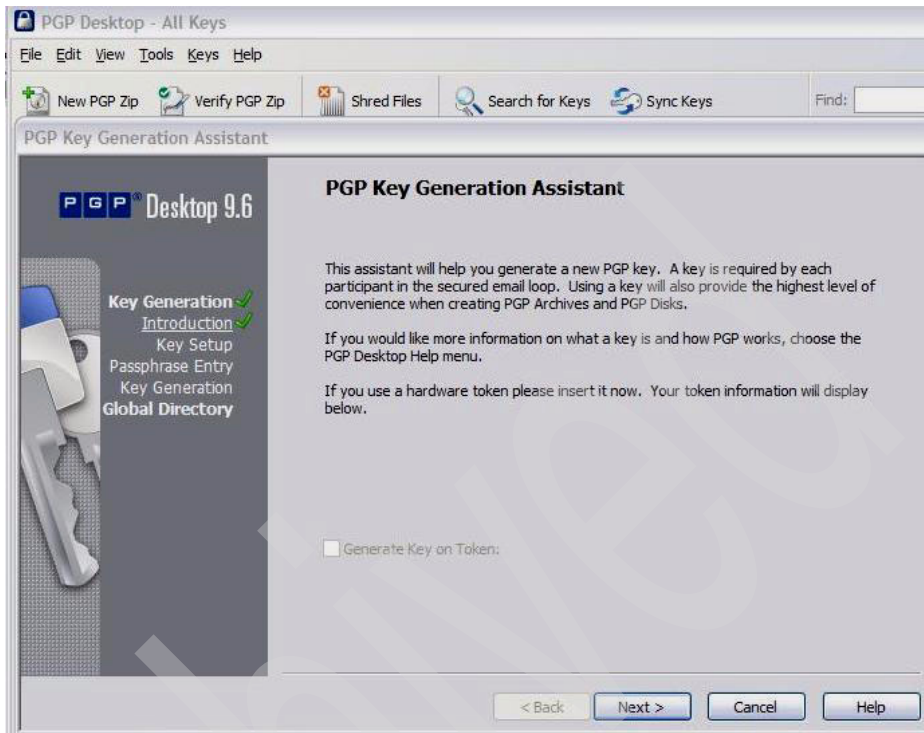 PGP Desktop - All Keys
File Edit View Tools Keys Help
New PGP Zip Verify PGP Zip Shred Files Search for Keys Sync Keys Find:
PGP Key Generation Assistant
PGP® Desktop 9.6
Key Generation
Introduction
Key Setup
Passphrase Entry
Key Generation
Global Directory
PGP Key Generation Assistant
This assistant will help you generate a new PGP key. A key is required by each
participant in the secured email loop. Using a key will also provide the highest level of
convenience when creating PGP Archives and PGP Disks.
If you would like more information on what a key is and how PGP works, choose the
PGP Desktop Help menu.
If you use a hardware token please insert it now. Your token information will display
below.
Generate Key on Token:
< Back Next > Cancel Help